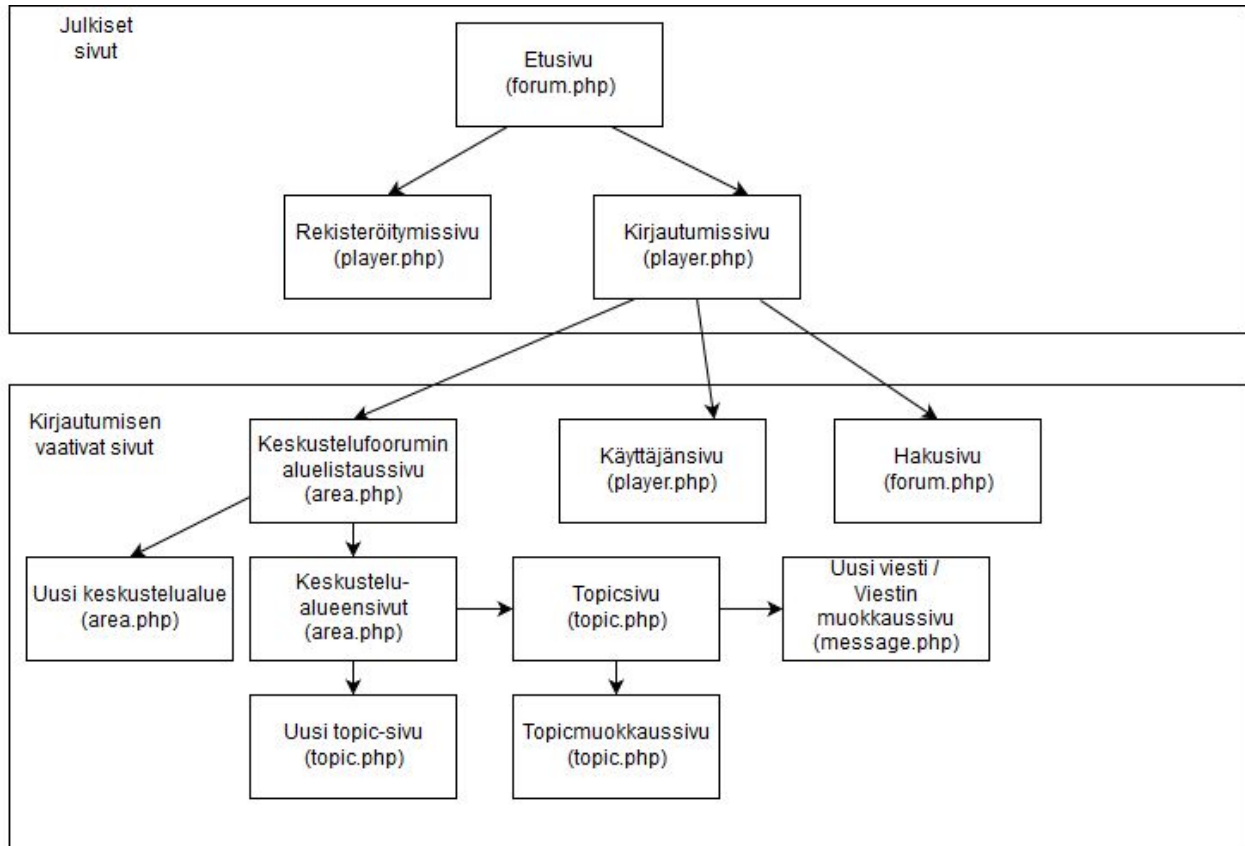 Julkiset
sivut
Etusivu
(forum.php)
Rekisteröitymissivu
(player.php)
Kirjautumissivu
(player.php)
Kirjautumisen
vaativat sivut
Keskustelufoorumin
aluelistaussivu
(area.php)
Käyttäjänsivu
(player.php)
Hakusivu
(forum.php)
Uusi keskustelualue
(area.php)
Keskustelu-
alueensivut
(area.php)
Topicsivu
(topic.php)
Uusi viesti /
Viestin
muokkaussivu
(message.php)
Uusi topic-sivu
(topic.php)
Topicmuokkaussivu
(topic.php)